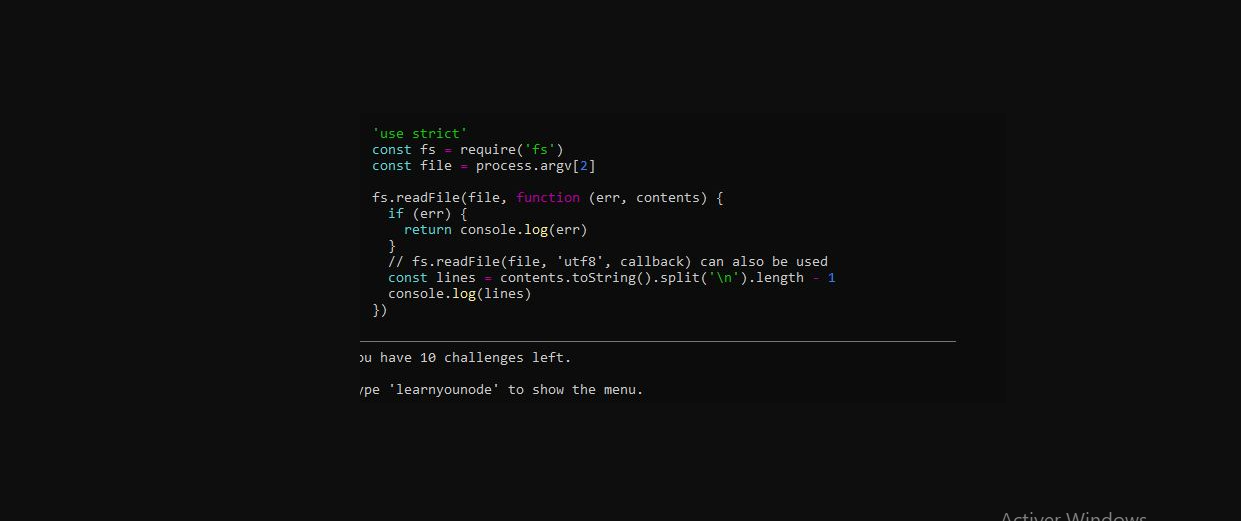 'use strict'
const fs = require('fs')
const file = process.argv[2]
fs.readFile(file, function (err, contents) {
if (err) {
return console.log(err)
}
// fs.readFile(file, 'utf8', callback) can also be used
const lines = contents.toString().split('\n').length - 1
console.log(lines)
})
ou have 10 challenges left.
ype 'learnyounode' to show the menu.
Activer Windows